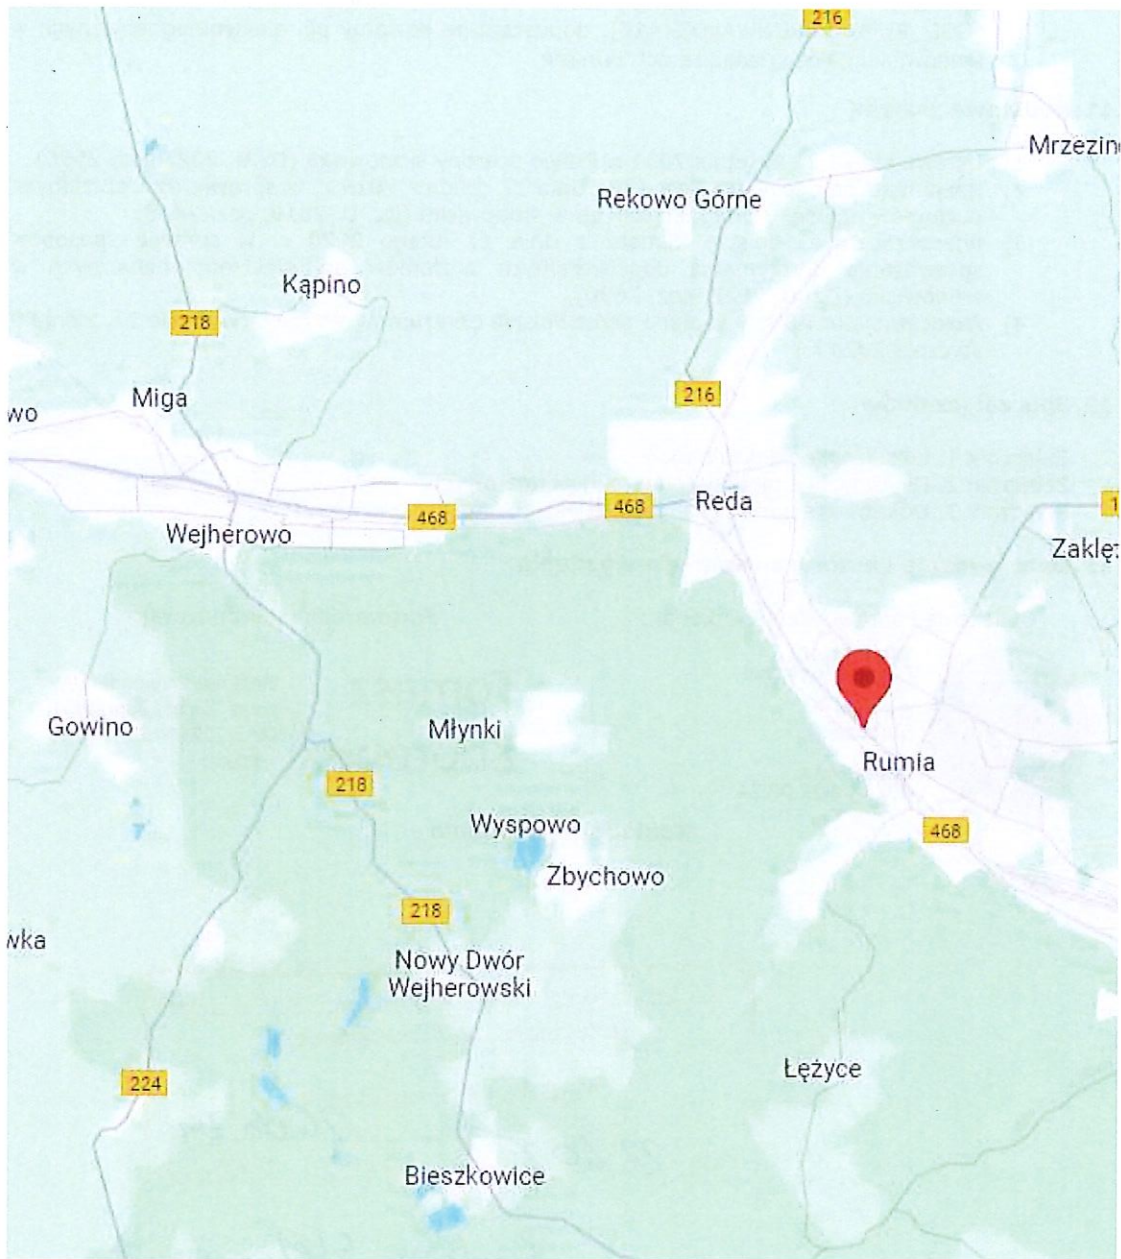 216
Mrzezin
Rekowo Górne
Kąpino
218
Miga
216
wo
468
468
Reda
1
Wejherowo
Zaklę
Gowino
Młynki
Rumia
218
Wyspowo
468
Zbychowo
218
wka
Nowy Dwór
Wejherowski
Łężyce
224
Bieszkowice